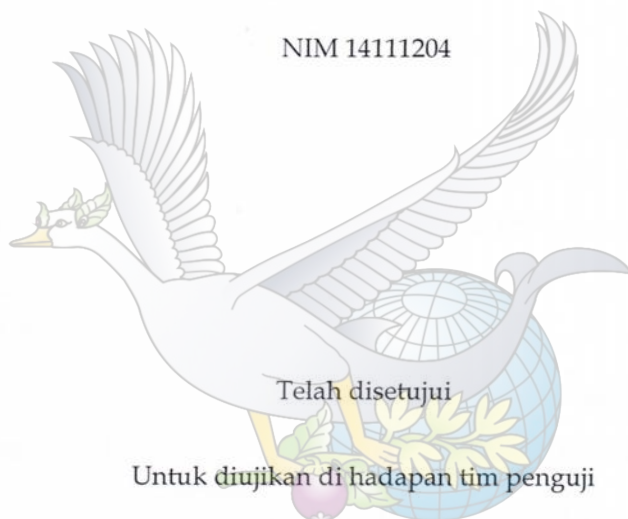 NIM 14111204
Telah disetujui
Untuk diujikan di hadapan tim penguji